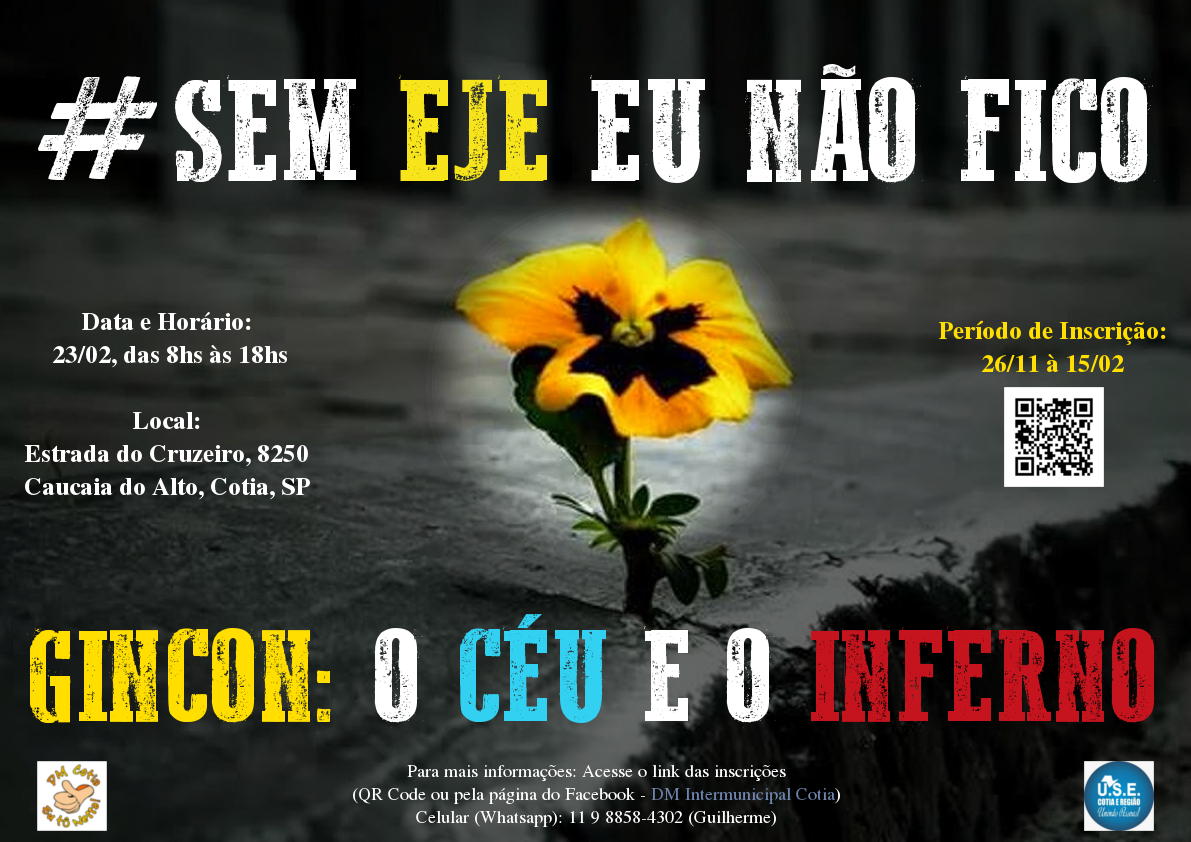 #SEM EJE EU NÃO FICO
Data e Horário:
23/02, das 8hs às 18hs
Local:
Estrada do Cruzeiro, 8250
Caucaia do Alto, Cotia, SP
Período de Inscrição:
26/11 à 15/02
GINCON: O CÉU E O INFERNO
Para mais informações: Acesse o link das inscrições
(QR Code ou pela página do Facebook - DM Intermunicipal Cotia)
Celular (Whatsapp): 11 9 8858-4302 (Guilherme)
DM Cotia
Eu tô nessa!
U.S.E.
COTIA E REGIÃO